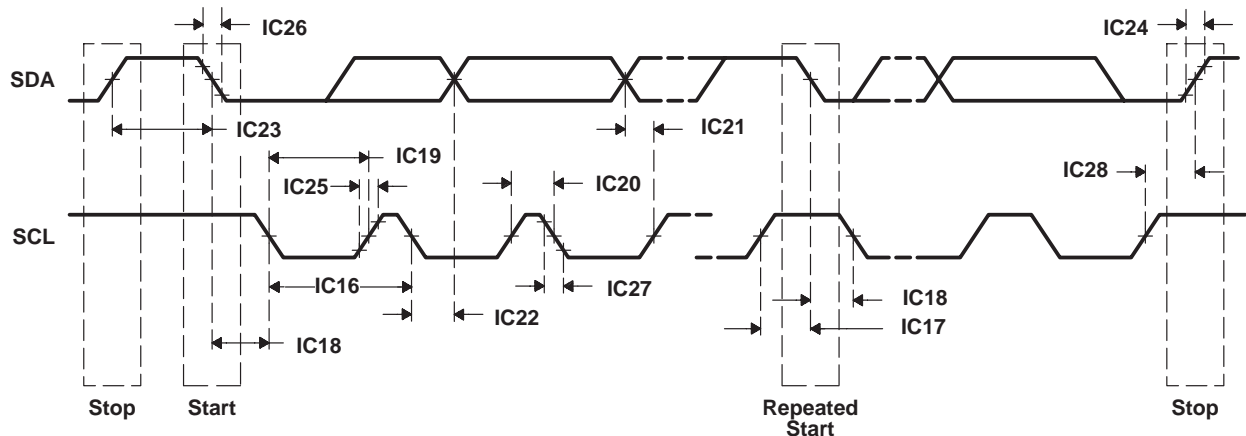 IC26
IC24
SDA
IC23
IC21
IC19
IC25
IC20
IC28
SCL
IC16
IC27
IC18
IC22
IC17
IC18
Stop
Start
Repeated
Start
Stop